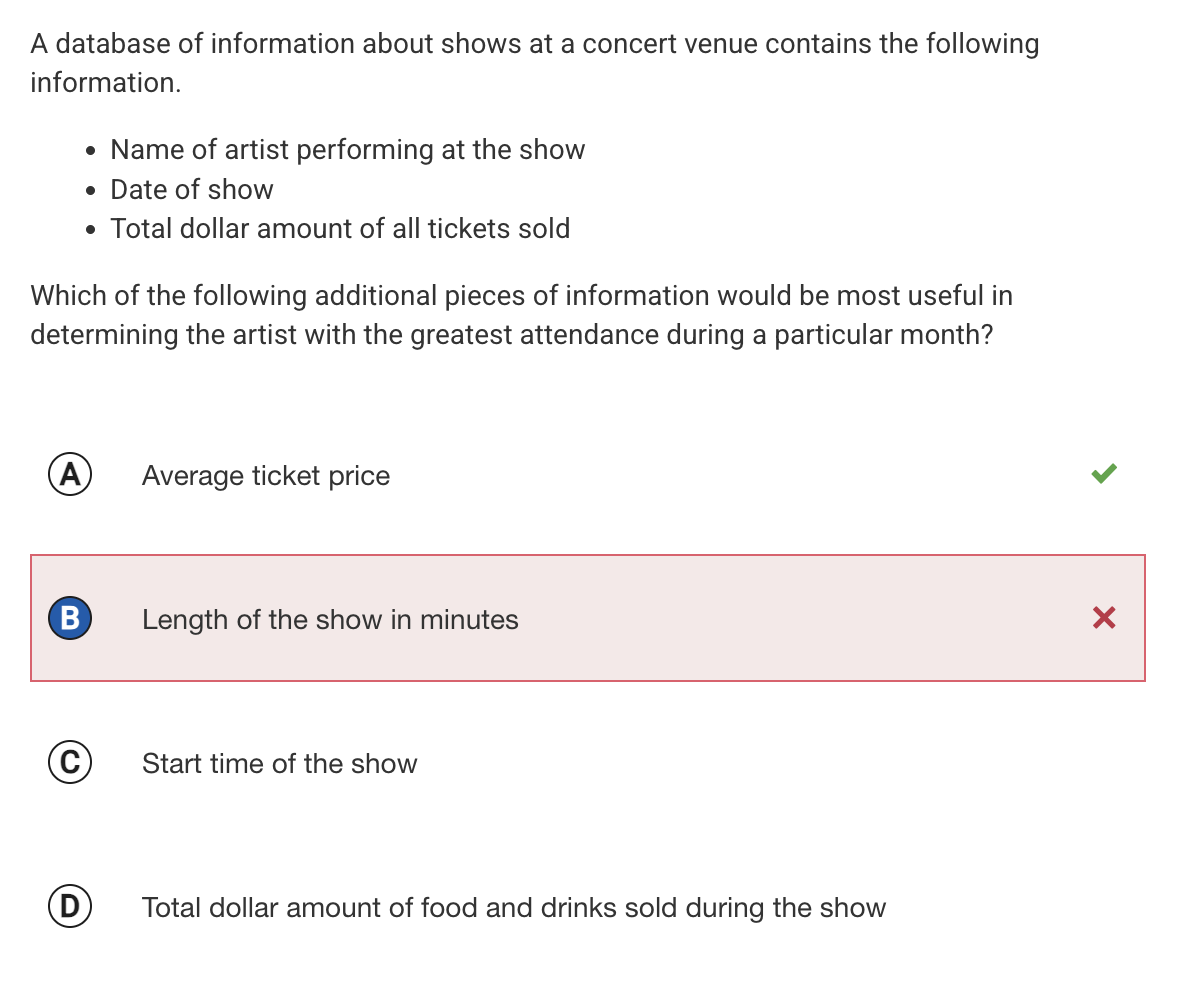 A database of information about shows at a concert venue contains the following
information.
• Name of artist performing at the show
• Date of show
• Total dollar amount of all tickets sold
Which of the following additional pieces of information would be most useful in
determining the artist with the greatest attendance during a particular month?
A Average ticket price
B Length of the show in minutes
C Start time of the show
D Total dollar amount of food and drinks sold during the show